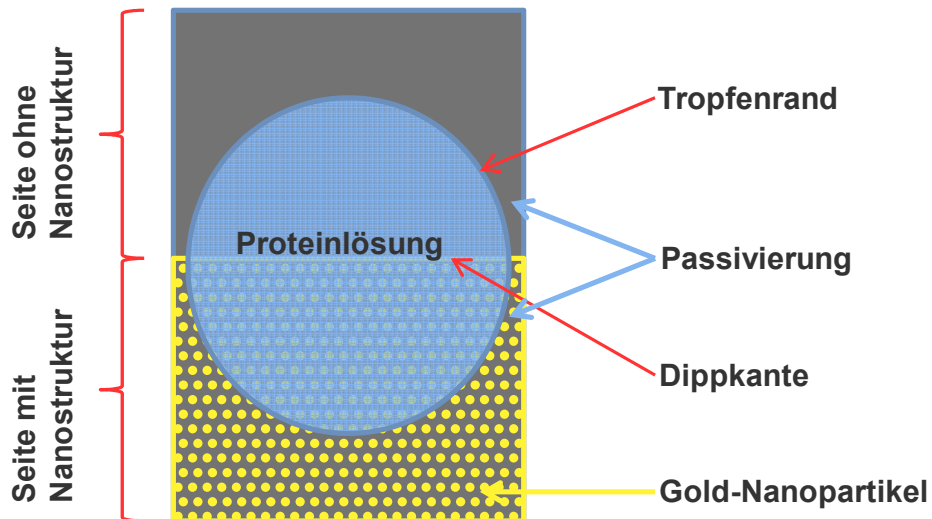 Seite ohne
Nanostruktur
Tropfenrand
Proteinlösung
Passivierung
Seite mit
Nanostruktur
Dippkante
Gold-Nanopartikel